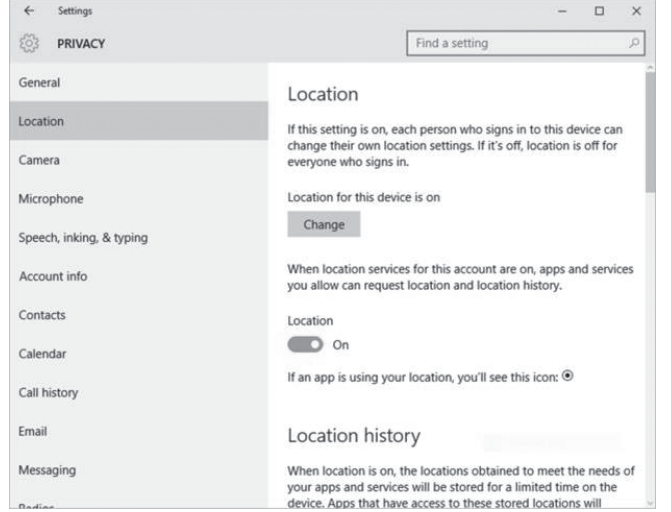 Settings
PRIVACY
Find a setting
General
Location
Camera
Microphone
Speech, inking, & typing
Account info
Contacts
Calendar
Call history
Email
Messaging
Radios
Location
If this setting is on, each person who signs in to this device can
change their own location settings. If it's off, location is off for
everyone who signs in.
Location for this device is on
Change
When location services for this account are on, apps and services
you allow can request location and location history.
Location
On
If an app is using your location, you'll see this icon:
Location history
When location is on, the locations obtained to meet the needs of
your apps and services will be stored for a limited time on the
device. Apps that have access to these stored locations will